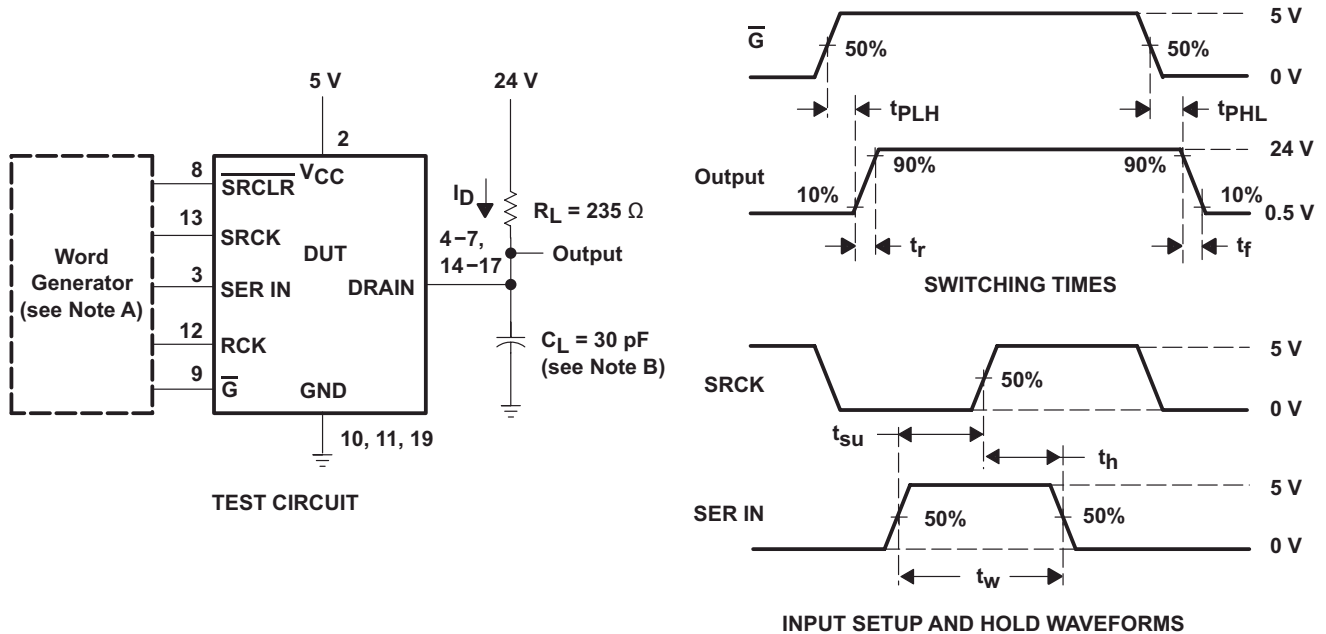 5 V
24 V
2
8
SRCLR
VCC
13
SRCK
DUT
Word
Generator
(see Note A)
3
SER IN
DRAIN
12
RCK
9
G
GND
10, 11, 19
ID
RL = 235 Ω
4−7,
14−17
Output
CL = 30 pF
(see Note B)
TEST CIRCUIT
G
50%
50%
5 V
0 V
tPLH
tPHL
Output
10%
90%
90%
10%
24 V
0.5 V
tr
tf
SWITCHING TIMES
SRCK
50%
5 V
0 V
tsu
th
SER IN
50%
50%
5 V
0 V
tw
INPUT SETUP AND HOLD WAVEFORMS